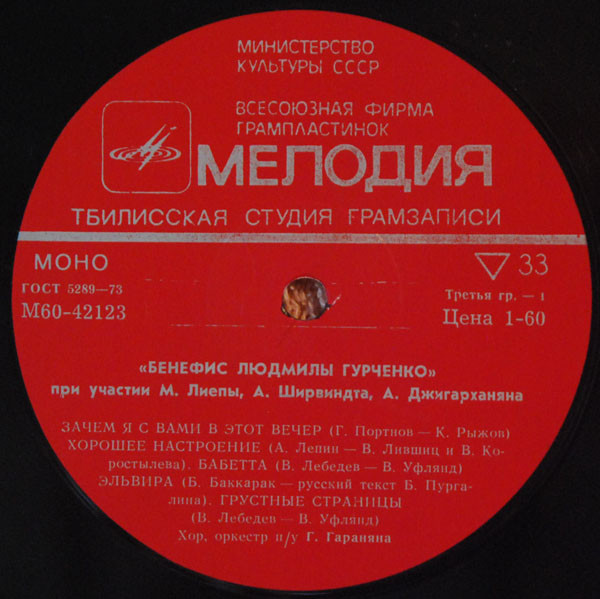 МИНИСТЕРСТВО
КУЛЬТУРЫ СССР
ВСЕСОЮЗНАЯ ФИРМА
ГРАМПЛАСТИНОК
МЕЛОДИЯ
ТБИЛИССКАЯ СТУДИЯ ГРАМЗАПИСИ
МОНО
33
ГОСТ 5289—73
Третья гр. — 1
М60-42123
Цена 1-60
«БЕНЕФИС ЛЮДМИЛЫ ГУРЧЕНКО»
при участии М. Лиепы, А. Ширвиндта, А. Джигарханяна
ЗАЧЕМ Я С ВАМИ В ЭТОТ ВЕЧЕР (Г. Портнов — К. Рыжов)
ХОРОШЕЕ НАСТРОЕНИЕ (А. Лепин — В. Лившиц и В. Ко-
ростылева). БАБЕТТА (В. Лебедев — В. Уфлянд)
ЭЛЬВИРА (Б. Баккарак — русский текст Б. Пурга-
лина). ГРУСТНЫЕ СТРАНИЦЫ
(В. Лебедев — В. Уфлянд)
Хор, оркестр п/у Г. Гараняна